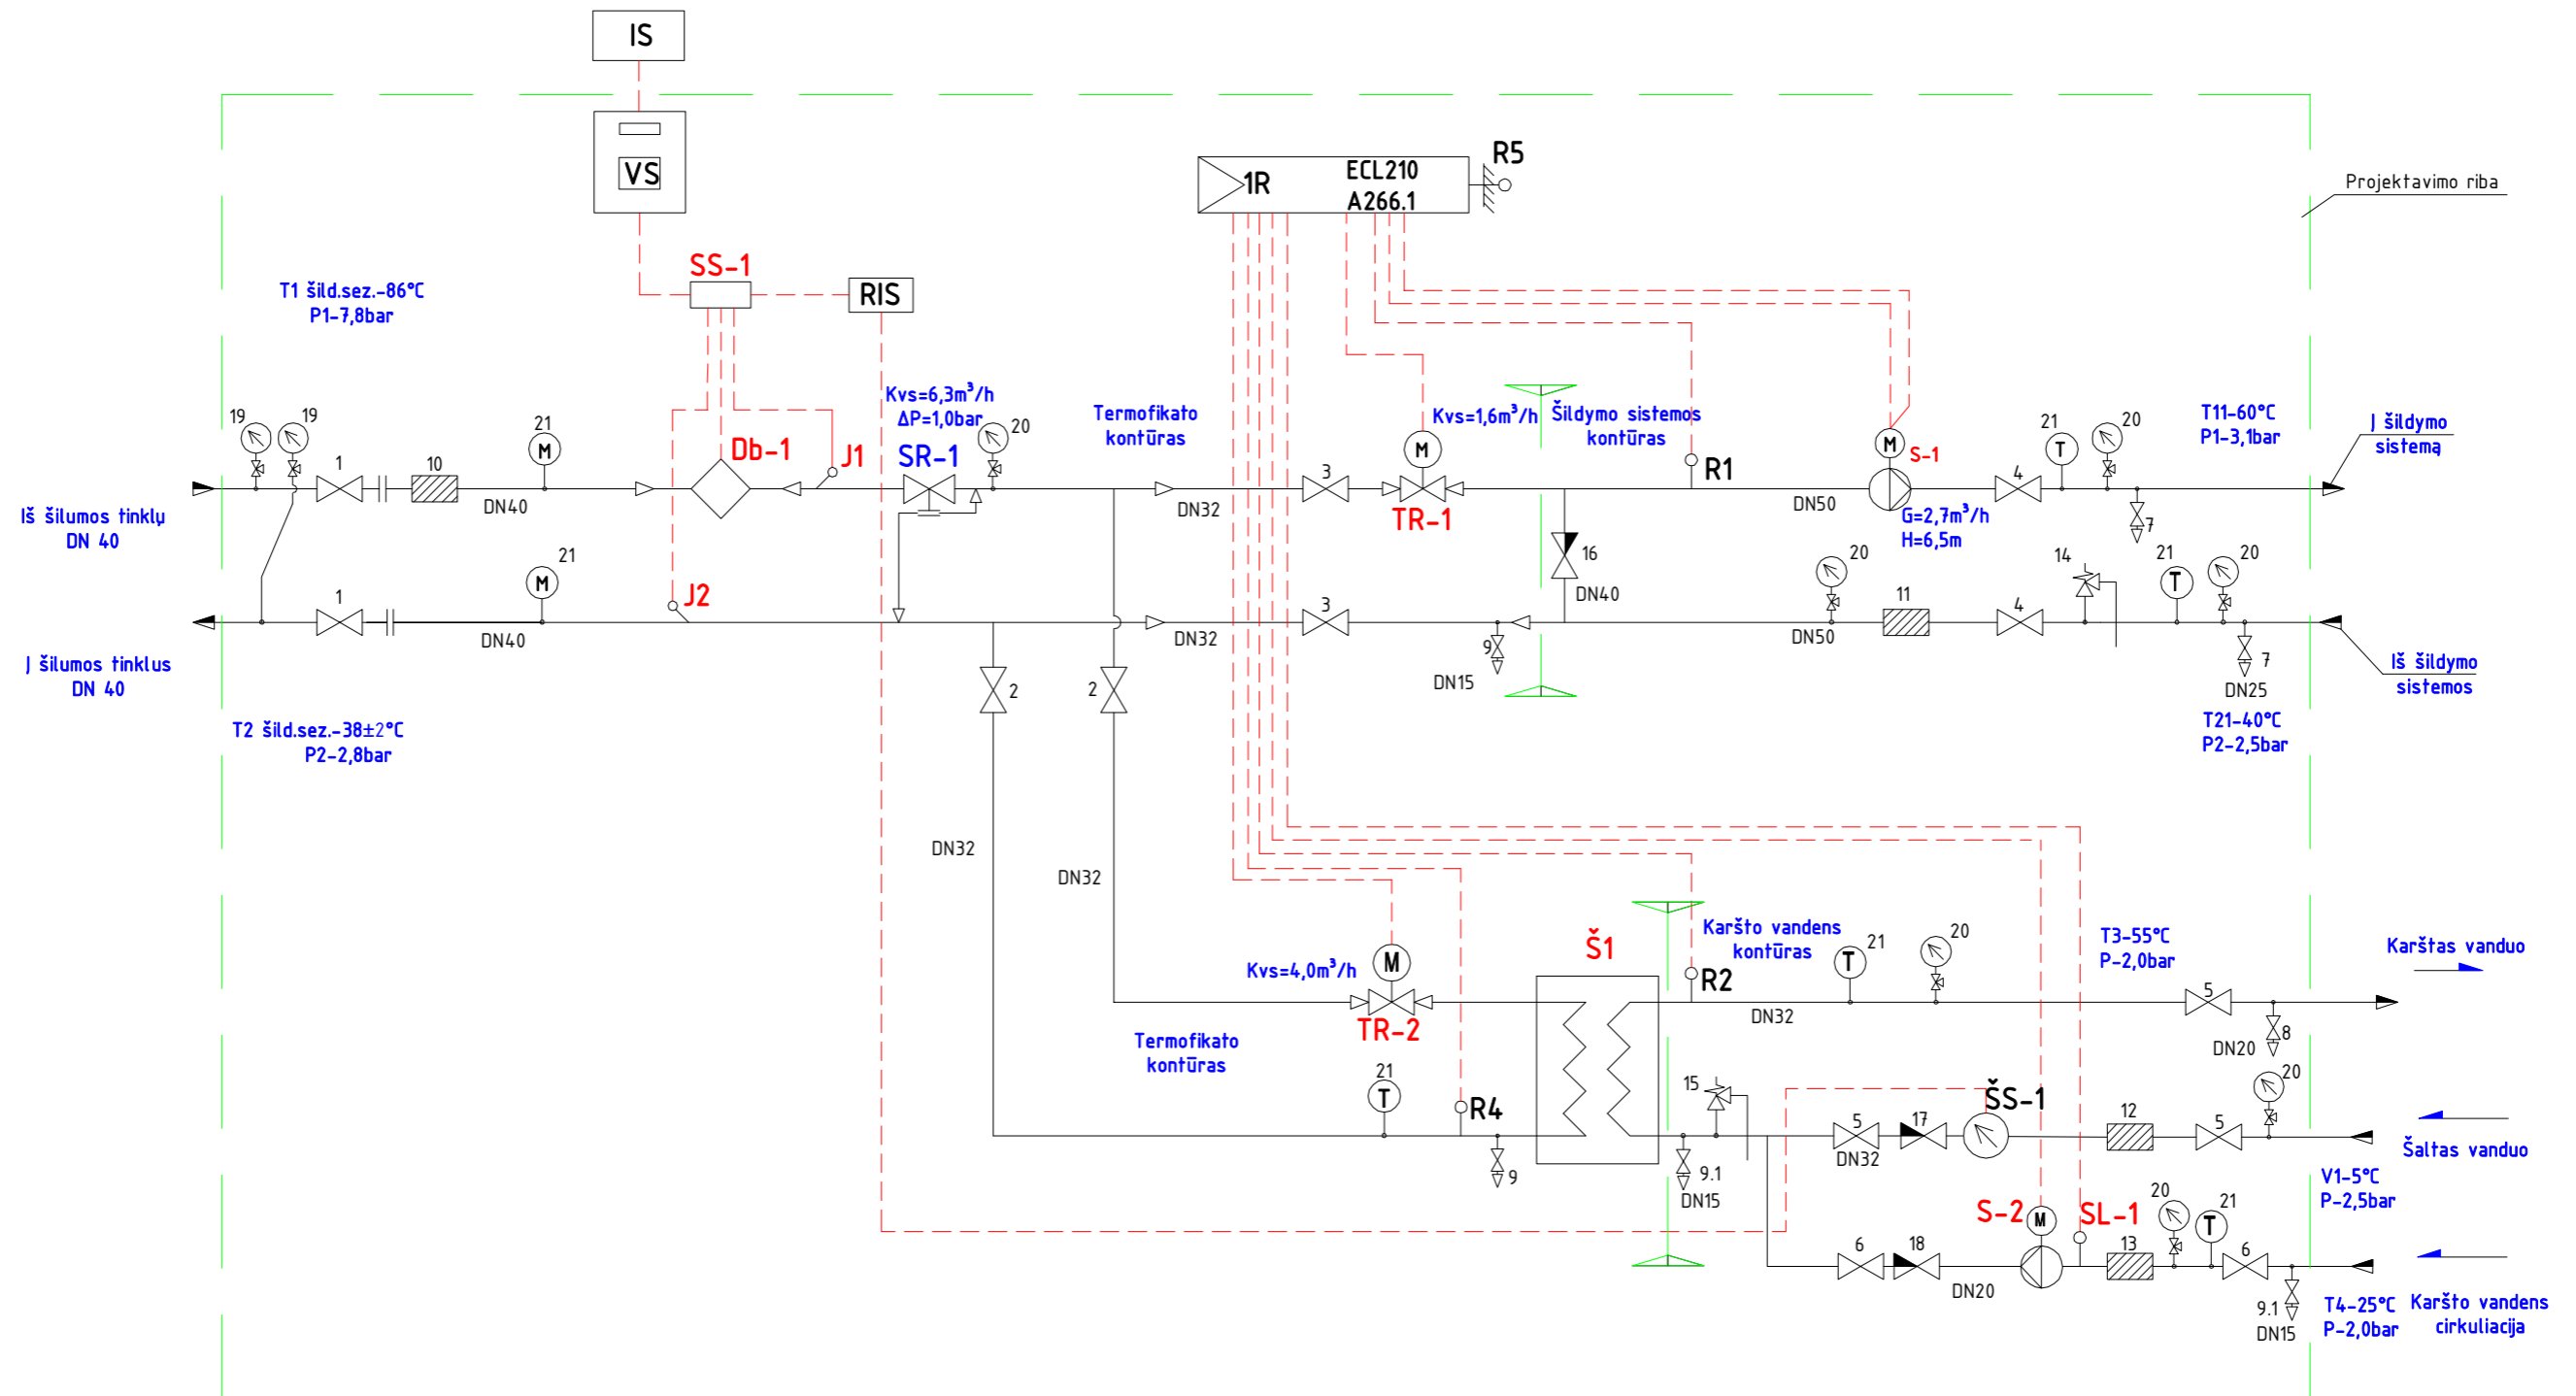 IS
VS
1R
ECL210
A266.1
R5
Projektavimo riba
SS-1
RIS
T1 šild.sez.-86°C
P1-7,8bar
Kvs=6,3m³/h
ΔP=1,0bar
Termofikato
kontūras
Kvs=1,6m³/h
Šildymo sistemos
kontūras
T11-60°C
P1-3,1bar
Į šildymo
sistemą
19
19
1
10
21
M
Db-1
J1
SR-1
20
3
M
R1
M
S-1
4
21
T
20
DN40
DN32
TR-1
DN50
G=2,7m³/h
H=6,5m
7
Iš šilumos tinklų
DN 40
1
21
M
J2
3
16
DN40
20
11
4
14
21
T
20
DN40
DN32
9
DN15
DN50
7
DN25
Į šilumos tinklus
DN 40
Iš šildymo
sistemos
2
2
T2 šild.sez.-38±2°C
P2-2,8bar
T21-40°C
P2-2,5bar
DN32
DN32
Š1
Karšto vandens
kontūras
T3-55°C
P-2,0bar
Karštas vanduo
Kvs=4,0m³/h
M
R2
21
T
20
5
TR-2
DN32
DN20
8
Termofikato
kontūras
21
T
R4
15
ŠS-1
20
5
17
12
5
Šaltas vanduo
9
9.1
DN15
DN32
V1-5°C
P-2,5bar
S-2
M
SL-1
20
21
T
6
18
13
6
DN20
9.1
DN15
T4-25°C
P-2,0bar
Karšto vandens
cirkuliacija